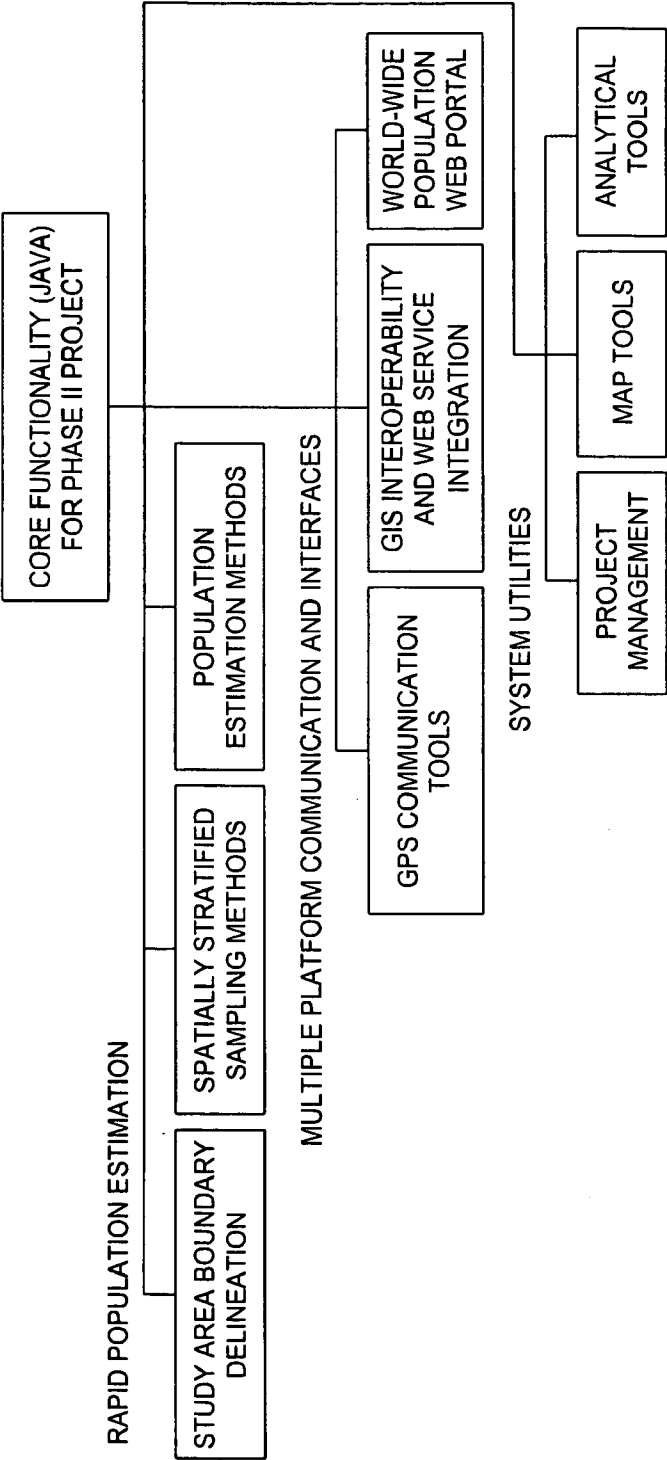 CORE FUNCTIONALITY (JAVA)
FOR PHASE II PROJECT
RAPID POPULATION ESTIMATION
STUDY AREA BOUNDARY
DELINEATION
SPATIALLY STRATIFIED
SAMPLING METHODS
POPULATION
ESTIMATION METHODS
MULTIPLE PLATFORM COMMUNICATION AND INTERFACES
GPS COMMUNICATION
TOOLS
GIS INTEROPERABILITY
AND WEB SERVICE
INTEGRATION
WORLD-WIDE
POPULATION
WEB PORTAL
SYSTEM UTILITIES
PROJECT
MANAGEMENT
MAP TOOLS
ANALYTICAL
TOOLS